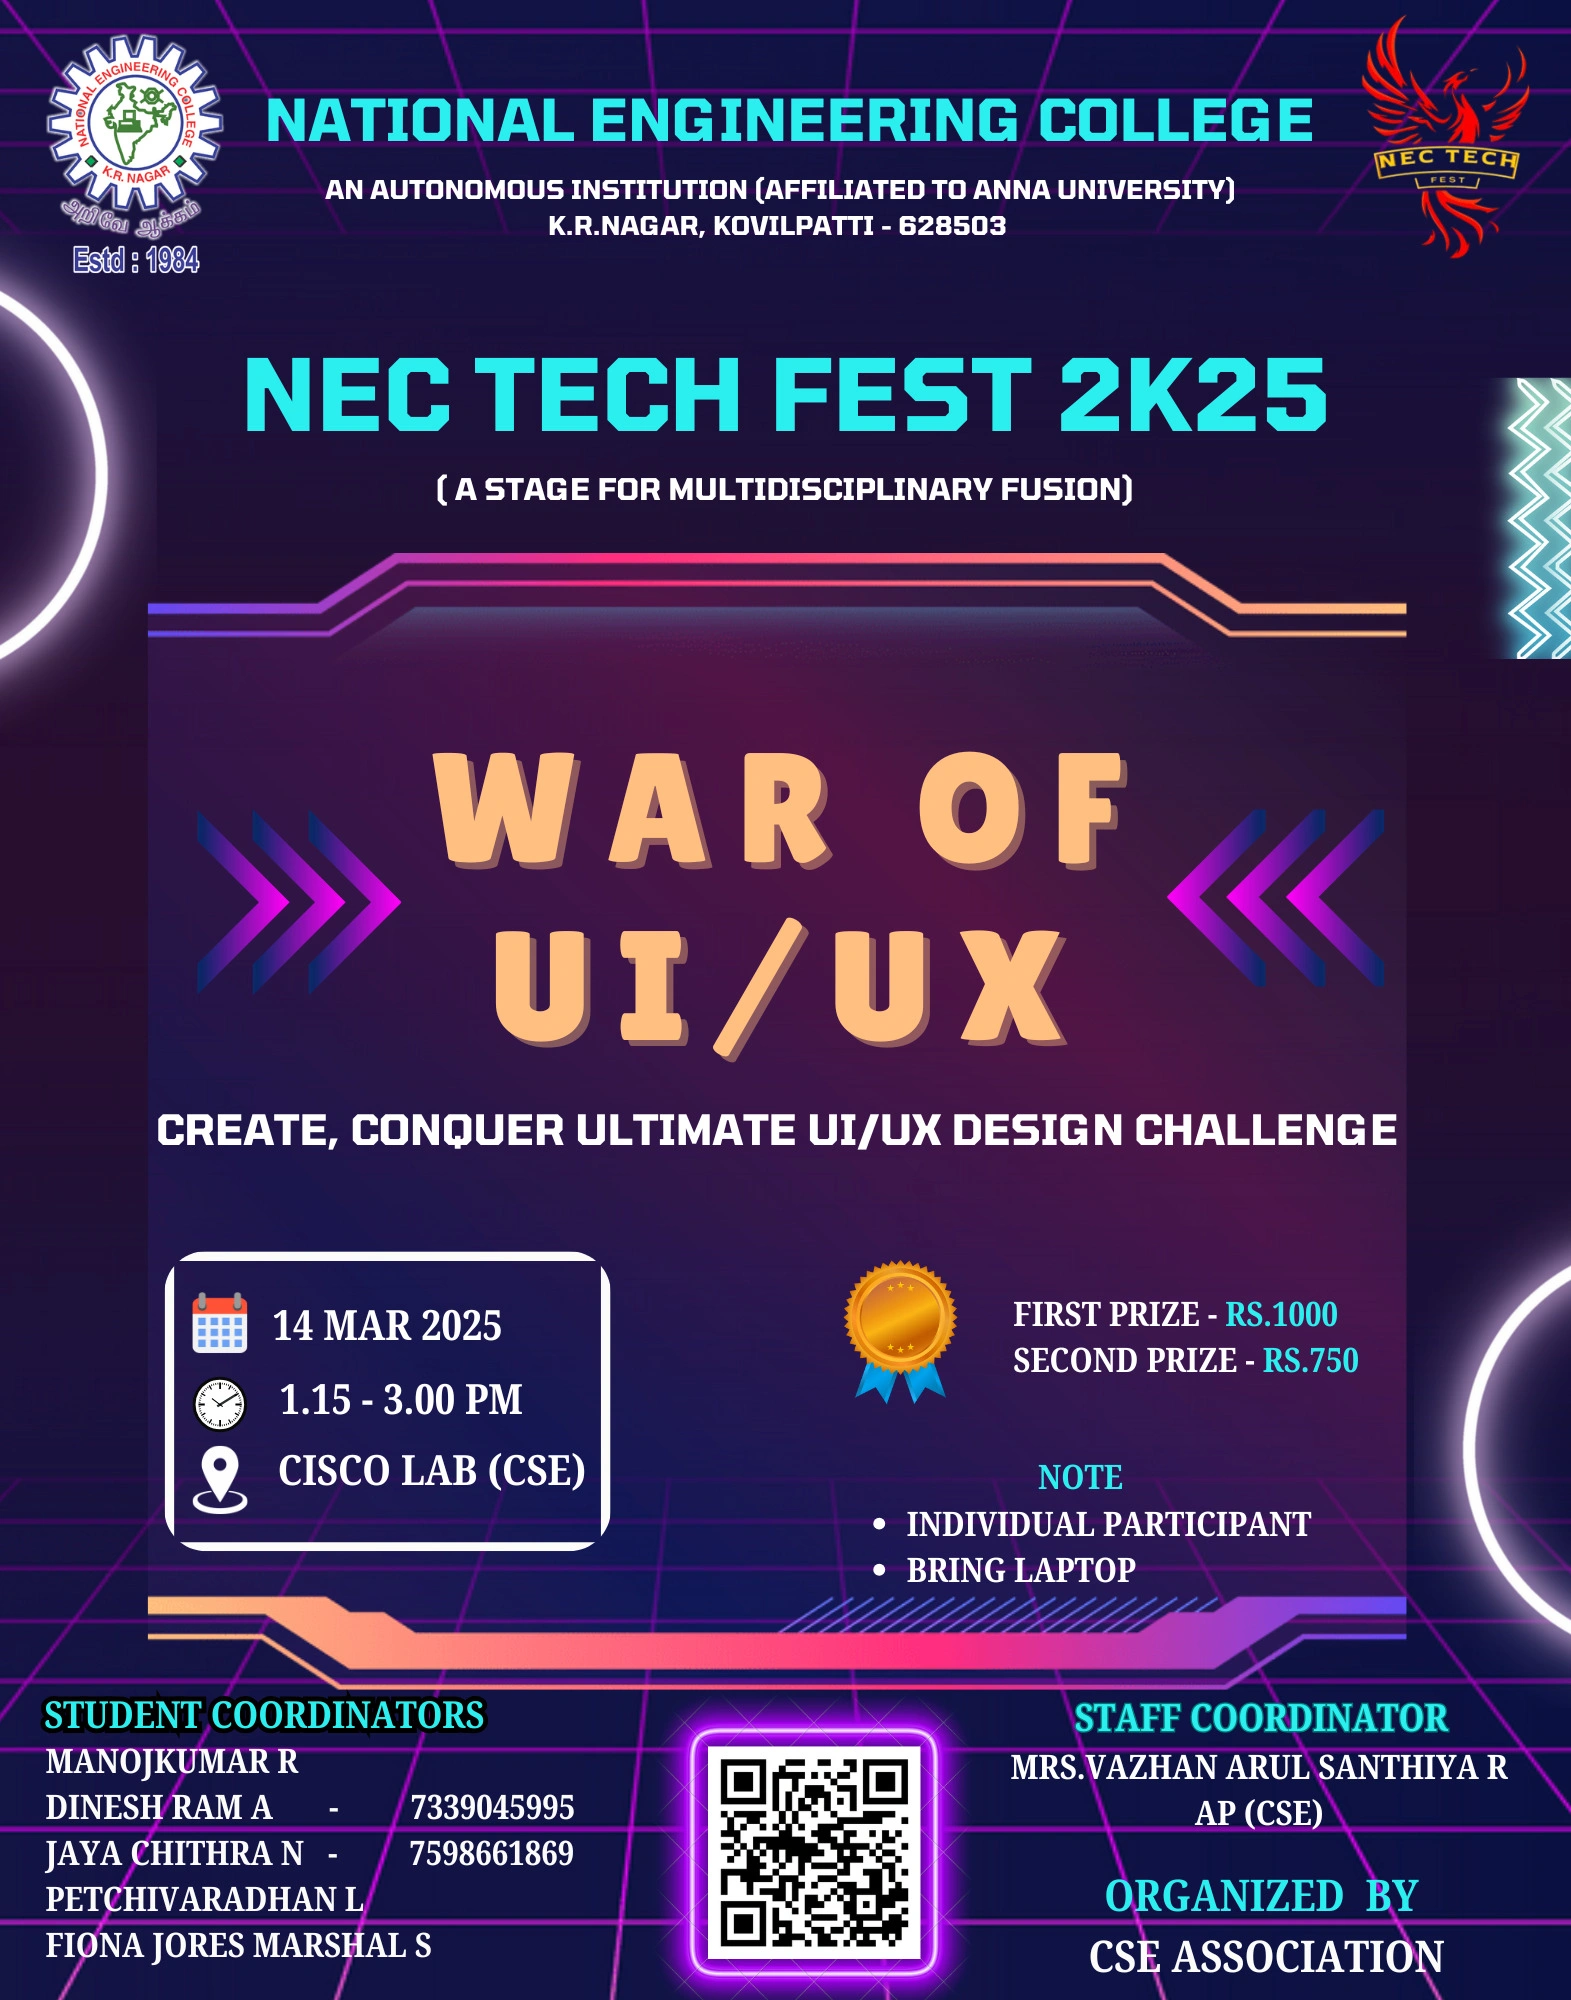 NATIONAL ENGINEERING COLLEGE
K.R. NAGAR
அறிவே ஆக்கம்
Estd : 1984
NATIONAL ENGINEERING COLLEGE
AN AUTONOMOUS INSTITUTION (AFFILIATED TO ANNA UNIVERSITY)
K.R.NAGAR, KOVILPATTI - 628503
NEC TECH
FEST
NEC TECH FEST 2K25
( A STAGE FOR MULTIDISCIPLINARY FUSION)
WAR OF
UI/UX
CREATE, CONQUER ULTIMATE UI/UX DESIGN CHALLENGE
14 MAR 2025
1.15 - 3.00 PM
CISCO LAB (CSE)
FIRST PRIZE - RS.1000
SECOND PRIZE - RS.750
NOTE
• INDIVIDUAL PARTICIPANT
• BRING LAPTOP
STUDENT COORDINATORS
MANOJKUMAR R
DINESH RAM A - 7339045995
JAYA CHITHRA N - 7598661869
PETCHIVARADHAN L
FIONA JORES MARSHAL S
STAFF COORDINATOR
MRS.VAZHAN ARUL SANTHIYA R
AP (CSE)
ORGANIZED BY
CSE ASSOCIATION